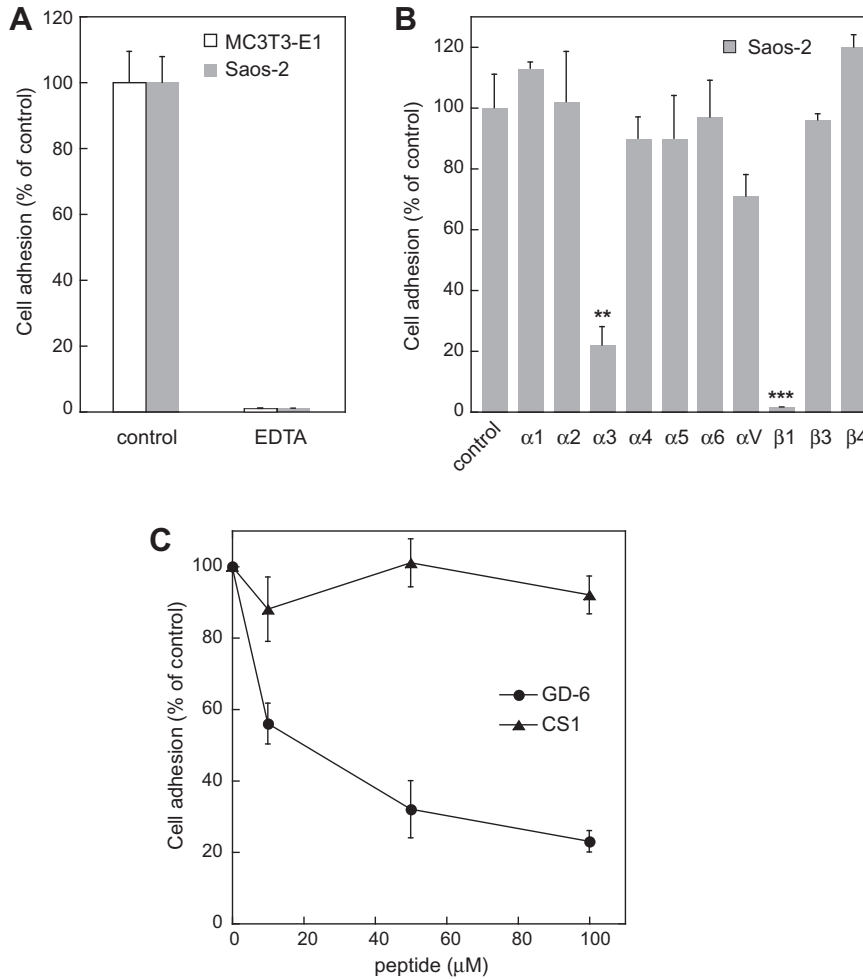 A
120
100
80
60
40
20
0
Cell adhesion (% of control)
MC3T3-E1
Saos-2
control EDTA
B
120
100
80
60
40
20
0
Cell adhesion (% of control)
Saos-2
**
***
control α1 α2 α3 α4 α5 α6 αV β1 β3 β4
C
100
80
60
40
20
Cell adhesion (% of control)
GD-6
CS1
0 20 40 60 80 100
peptide (μM)